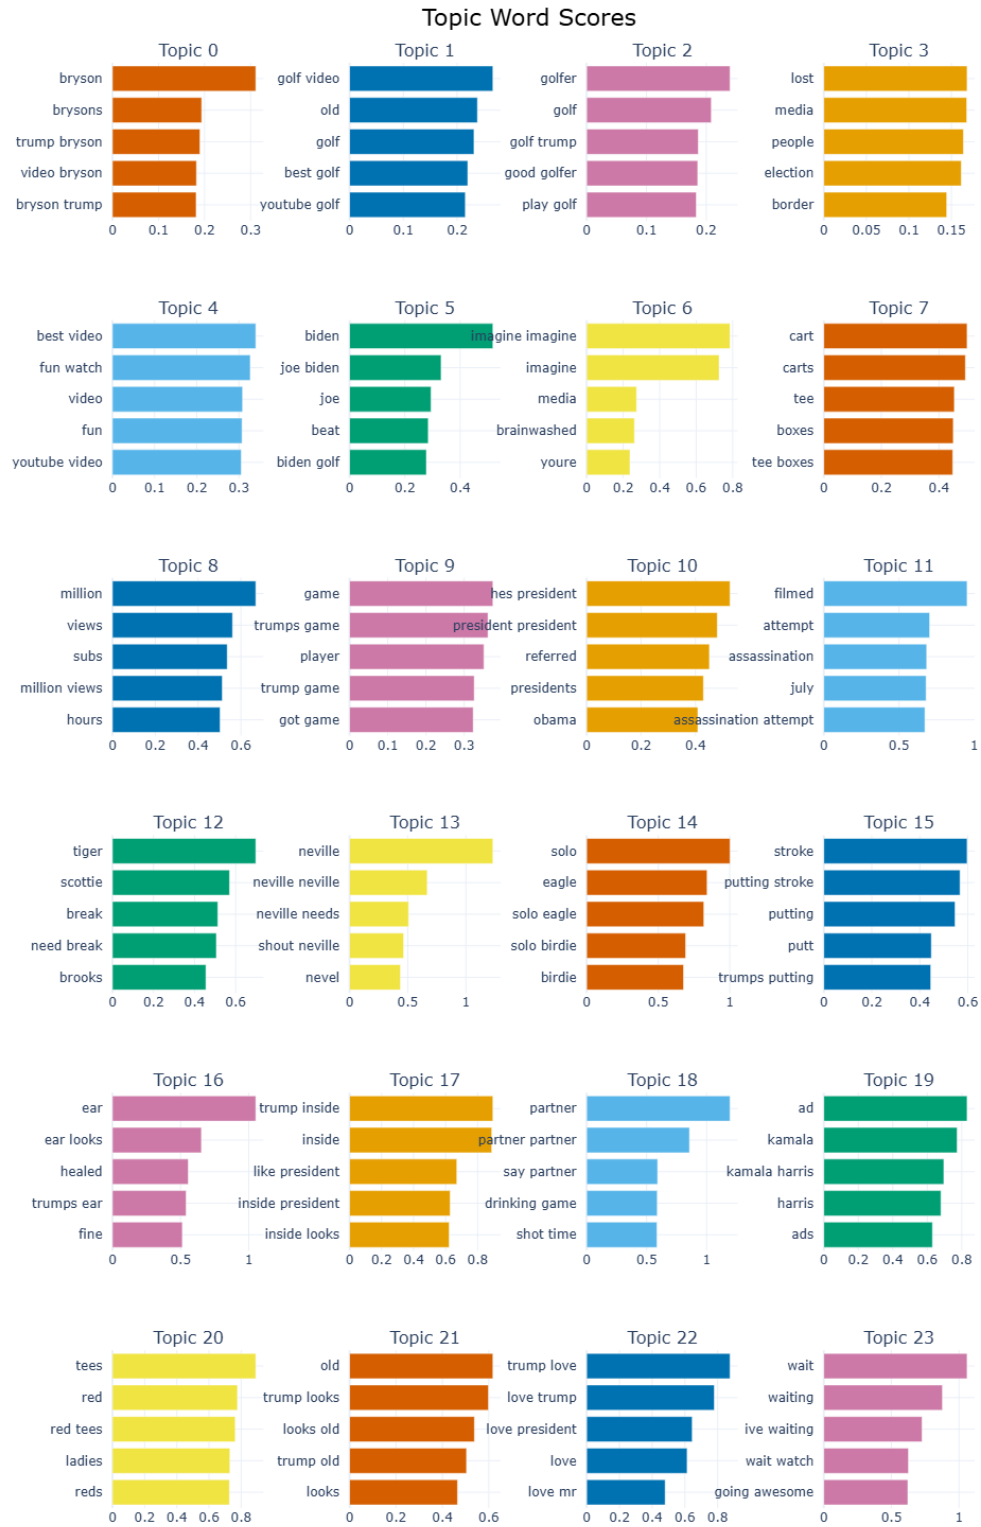 Topic Word Scores
Topic 0
bryson
brysons
trump bryson
video bryson
bryson trump
0 0.1 0.2 0.3
Topic 1
golf video
old
golf
best golf
youtube golf
0 0.1 0.2
Topic 2
golfer
golf
golf trump
good golfer
play golf
0 0.1 0.2
Topic 3
lost
media
people
election
border
0 0.05 0.1 0.15
Topic 4
best video
fun watch
video
fun
youtube video
0 0.1 0.2 0.3
Topic 5
biden
joe biden
joe
beat
biden golf
0 0.2 0.4
Topic 6
imagine imagine
imagine
media
brainwashed
youre
0 0.2 0.4 0.6 0.8
Topic 7
cart
carts
tee
boxes
tee boxes
0 0.2 0.4
Topic 8
million
views
subs
million views
hours
0 0.2 0.4 0.6
Topic 9
game
trumps game
player
trump game
got game
0 0.1 0.2 0.3
Topic 10
hes president
president president
referred
presidents
obama
0 0.2 0.4
Topic 11
filmed
attempt
assassination
july
assassination attempt
0 0.5 1
Topic 12
tiger
scottie
break
need break
brooks
0 0.2 0.4 0.6
Topic 13
neville
neville neville
neville needs
shout neville
nevel
0 0.5 1
Topic 14
solo
eagle
solo eagle
solo birdie
birdie
0 0.5 1
Topic 15
stroke
putting stroke
putting
putt
trumps putting
0 0.2 0.4 0.6
Topic 16
ear
ear looks
healed
trumps ear
fine
0 0.5 1
Topic 17
trump inside
inside
like president
inside president
inside looks
0 0.2 0.4 0.6 0.8
Topic 18
partner
partner partner
say partner
drinking game
shot time
0 0.5 1
Topic 19
ad
kamala
kamala harris
harris
ads
0 0.2 0.4 0.6 0.8
Topic 20
tees
red
red tees
ladies
reds
0 0.2 0.4 0.6 0.8
Topic 21
old
trump looks
looks old
trump old
looks
0 0.2 0.4 0.6
Topic 22
trump love
love trump
love president
love
love mr
0 0.2 0.4 0.6 0.8
Topic 23
wait
waiting
ive waiting
wait watch
going awesome
0 0.5 1